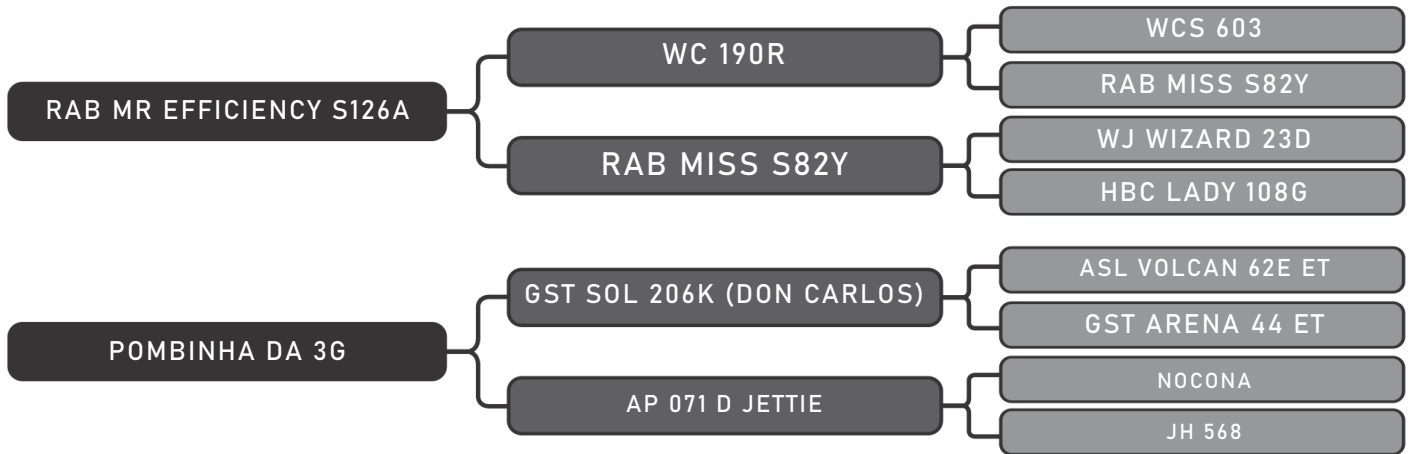 RAB MR EFFICIENCY S126A
WC 190R
RAB MISS S82Y
WCS 603
RAB MISS S82Y
WJ WIZARD 23D
HBC LADY 108G
POMBINHA DA 3G
GST SOL 206K (DON CARLOS)
AP 071 D JETTIE
ASL VOLCAN 62E ET
GST ARENA 44 ET
NOCONA
JH 568